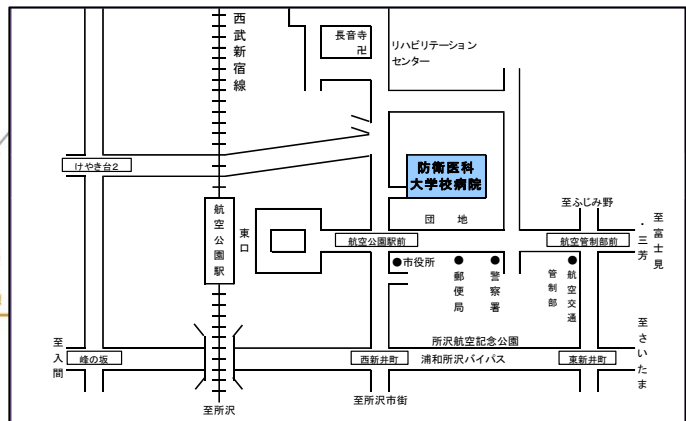 西武新宿線
長音寺
卍
リハビリテーション
センター
けやき台2
防衛医科
大学校病院
至ふじみ野
至富士見
・三芳
航空公園駅
東口
団地
航空公園駅前
航空管制部前
●市役所
●郵便局
●警察署
●航空交通
管制部
所沢航空記念公園
至入間
峰の坂
西新井町
浦和所沢バイパス
東新井町
至さいたま
至所沢
至所沢市街